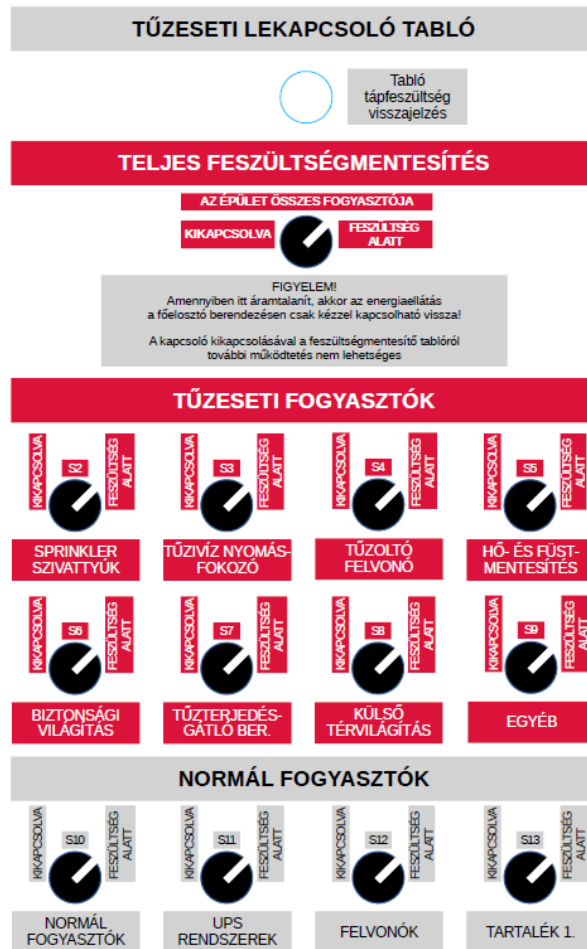 TŰZESETI LEKAPCSOLÓ TABLÓ
Tabló
tápfeszültség
visszajelzés
TELJES FESZÜLTSÉGMENTESÍTÉS
AZ ÉPÜLET ÖSSZES FOGYASZTÓJA
KIKAPCSOLVA
FESZÜLTSÉG
ALATT
FIGYELEM!
Amennyiben itt áramtalanít, akkor az energiaellátás
a főelosztó berendezésen csak kézzel kapcsolható vissza!
A kapcsoló kikapcsolásával a feszültségmentesítő tablóról
további működtetés nem lehetséges
TŰZESETI FOGYASZTÓK
KIKAPCSOLVA
S2
FESZÜLTSÉG
ALATT
SPRINKLER
SZIVATTYÚK
KIKAPCSOLVA
S3
FESZÜLTSÉG
ALATT
TŰZIVÍZ NYOMÁS-
FOKOZÓ
KIKAPCSOLVA
S4
FESZÜLTSÉG
ALATT
TŰZOLTÓ
FELVONÓ
KIKAPCSOLVA
S5
FESZÜLTSÉG
ALATT
HŐ- ÉS FÜST-
MENTESÍTÉS
KIKAPCSOLVA
S6
FESZÜLTSÉG
ALATT
BIZTONSÁGI
VILÁGÍTÁS
KIKAPCSOLVA
S7
FESZÜLTSÉG
ALATT
TŰZTERJEDÉS-
GÁTLÓ BER.
KIKAPCSOLVA
S8
FESZÜLTSÉG
ALATT
KÜLSŐ
TÉRVILÁGÍTÁS
KIKAPCSOLVA
S9
FESZÜLTSÉG
ALATT
EGYÉB
NORMÁL FOGYASZTÓK
KIKAPCSOLVA
S10
FESZÜLTSÉG
ALATT
NORMÁL
FOGYASZTÓK
KIKAPCSOLVA
S11
FESZÜLTSÉG
ALATT
UPS
RENDSZEREK
KIKAPCSOLVA
S12
FESZÜLTSÉG
ALATT
FELVONÓK
KIKAPCSOLVA
S13
FESZÜLTSÉG
ALATT
TARTALÉK 1.